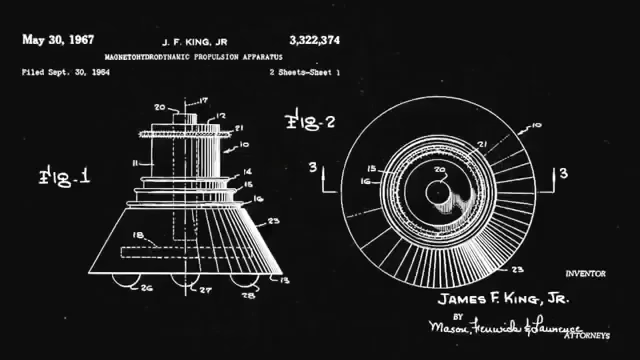 May 30, 1967
J. F. KING, JR
3,322,374
MAGNETOHYDRODYNAMIC PROPULSION APPARATUS
Filed Sept. 30, 1964
2 Sheets-Sheet 1
Fig-1
20
17
12
21
10
11
14
15
16
23
18
13
26
27
28
Fig-2
10
21
15
16
20
3
3
23
INVENTOR
JAMES F. KING, JR.
BY
Mason, Fenwick & Lawrence
ATTORNEYS